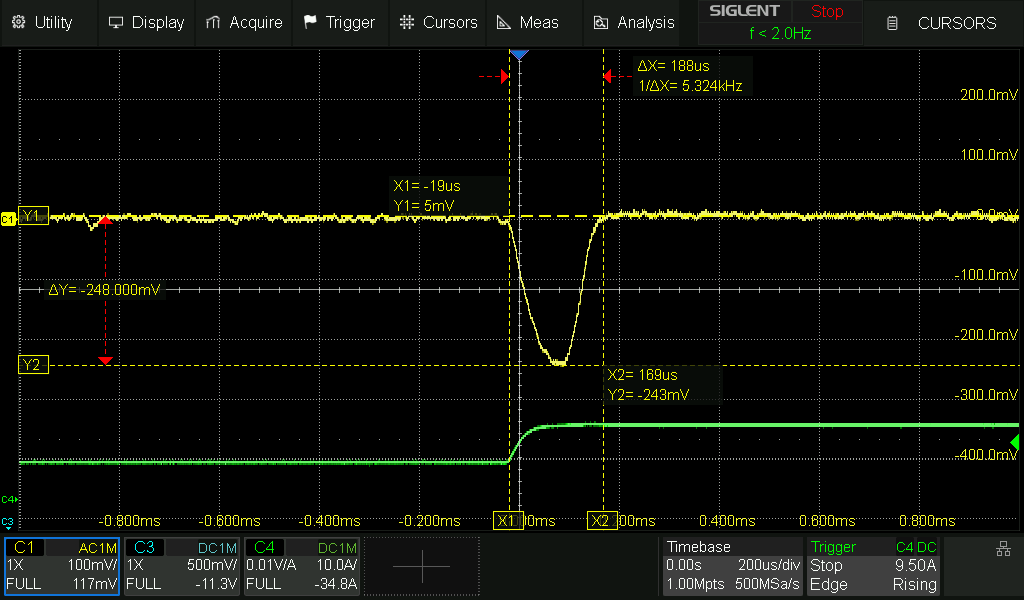 Utility Display Acquire Trigger Cursors Meas Analysis SIGLENT Stop CURSORS
f < 2.0Hz
ΔX= 188us
1/ΔX= 5.324kHz
200.0mV
100.0mV
X1= -19us
Y1= 5mV
C1 Y1
-100.0mV
ΔY= -248.000mV
-200.0mV
Y2
X2= 169us
Y2= -243mV
-300.0mV
-400.0mV
C4
C3 -0.800ms -0.600ms -0.400ms -0.200ms X1 X2 0.400ms 0.600ms 0.800ms
C1 AC1M
1X 100mV/
FULL 117mV
C3 DC1M
1X 500mV/
FULL -11.3V
C4 DC1M
0.01V/A 10.0A/
FULL -34.8A
Timebase
0.00s 200us/div
1.00Mpts 500MSa/s
Trigger C4 DC
Stop 9.50A
Edge Rising